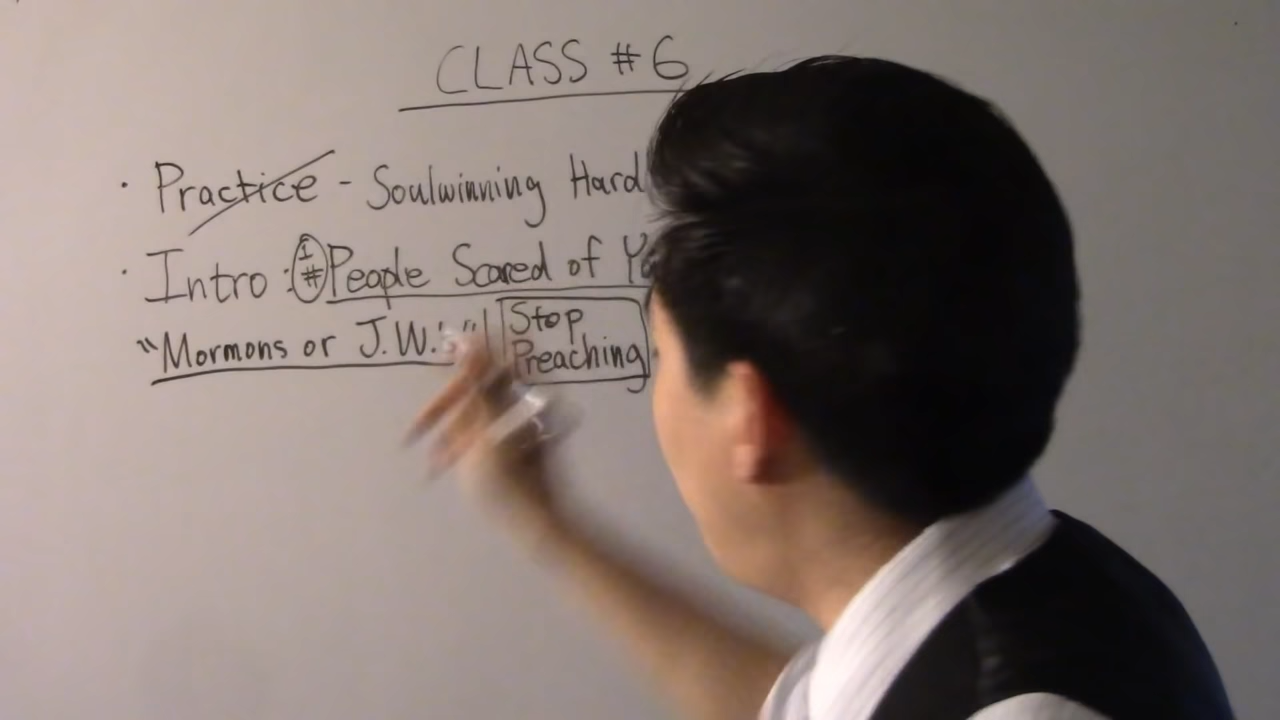 CLASS #6
· Practice - Soulwinning Hard
· Intro : #1 People Scared of
"Mormons or J.W.'s"
Stop
Preaching